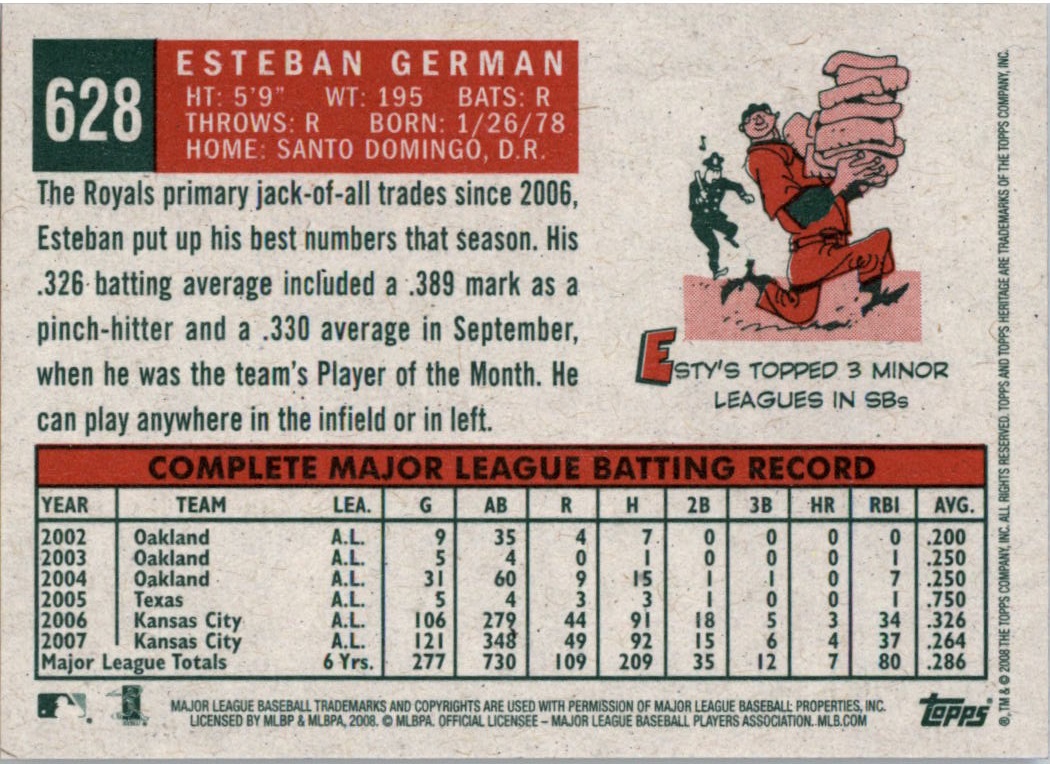 628
ESTEBAN GERMAN
HT: 5'9" WT: 195 BATS: R
THROWS: R BORN: 1/26/78
HOME: SANTO DOMINGO, D.R.
The Royals primary jack-of-all trades since 2006,
Esteban put up his best numbers that season. His
.326 batting average included a .389 mark as a
pinch-hitter and a .330 average in September,
when he was the team's Player of the Month. He
can play anywhere in the infield or in left.
ESTY'S TOPPED 3 MINOR
LEAGUES IN SBs
COMPLETE MAJOR LEAGUE BATTING RECORD
YEAR TEAM LEA. G AB R H 2B 3B HR RBI AVG.
2002 Oakland A.L. 9 35 4 7 0 0 0 0 .200
2003 Oakland A.L. 5 4 0 1 0 0 0 1 .250
2004 Oakland A.L. 31 60 9 15 1 1 0 7 .250
2005 Texas A.L. 5 4 3 3 1 0 0 1 .750
2006 Kansas City A.L. 106 279 44 91 18 5 3 34 .326
2007 Kansas City A.L. 121 348 49 92 15 6 4 37 .264
Major League Totals 6 Yrs. 277 730 109 209 35 12 7 80 .286
MAJOR LEAGUE BASEBALL TRADEMARKS AND COPYRIGHTS ARE USED WITH PERMISSION OF MAJOR LEAGUE BASEBALL PROPERTIES, INC.
LICENSED BY MLBP & MLBPA, 2008. © MLBPA. OFFICIAL LICENSEE – MAJOR LEAGUE BASEBALL PLAYERS ASSOCIATION. MLB.COM
topps®
®, TM & © 2008 THE TOPPS COMPANY, INC. ALL RIGHTS RESERVED. TOPPS AND TOPPS HERITAGE ARE TRADEMARKS OF THE TOPPS COMPANY, INC.